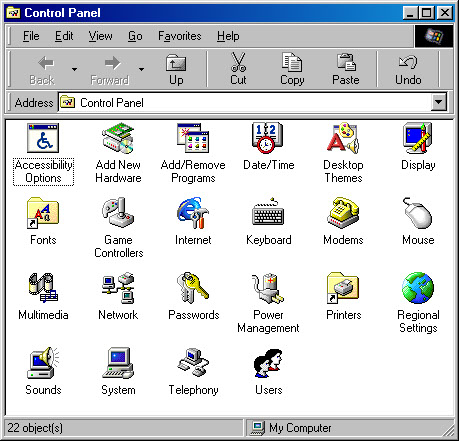 Control Panel
File Edit View Go Favorites Help
Back Forward Up Cut Copy Paste Undo
Address Control Panel
Accessibility Options
Add New Hardware
Add/Remove Programs
Date/Time
Desktop Themes
Display
Fonts
Game Controllers
Internet
Keyboard
Modems
Mouse
Multimedia
Network
Passwords
Power Management
Printers
Regional Settings
Sounds
System
Telephony
Users
22 object(s) My Computer